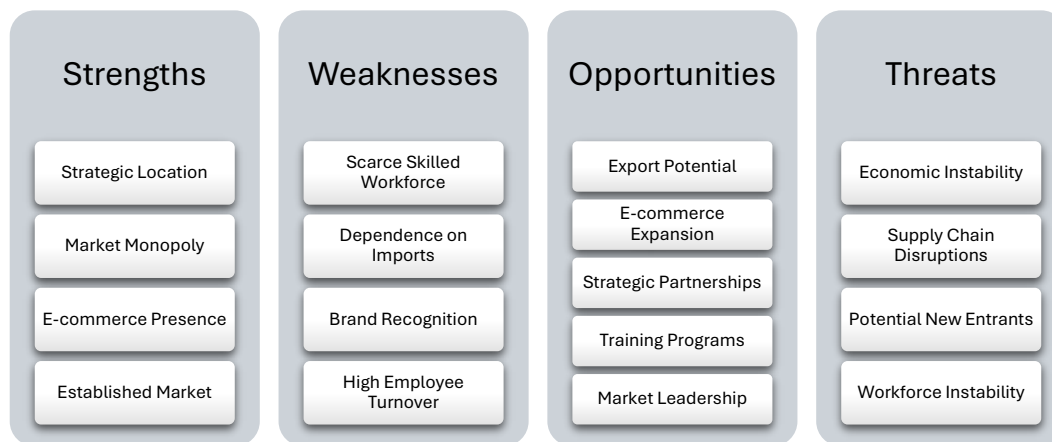 Strengths
Strategic Location
Market Monopoly
E-commerce Presence
Established Market
Weaknesses
Scarce Skilled
Workforce
Dependence on
Imports
Brand Recognition
High Employee
Turnover
Opportunities
Export Potential
E-commerce
Expansion
Strategic Partnerships
Training Programs
Market Leadership
Threats
Economic Instability
Supply Chain
Disruptions
Potential New Entrants
Workforce Instability